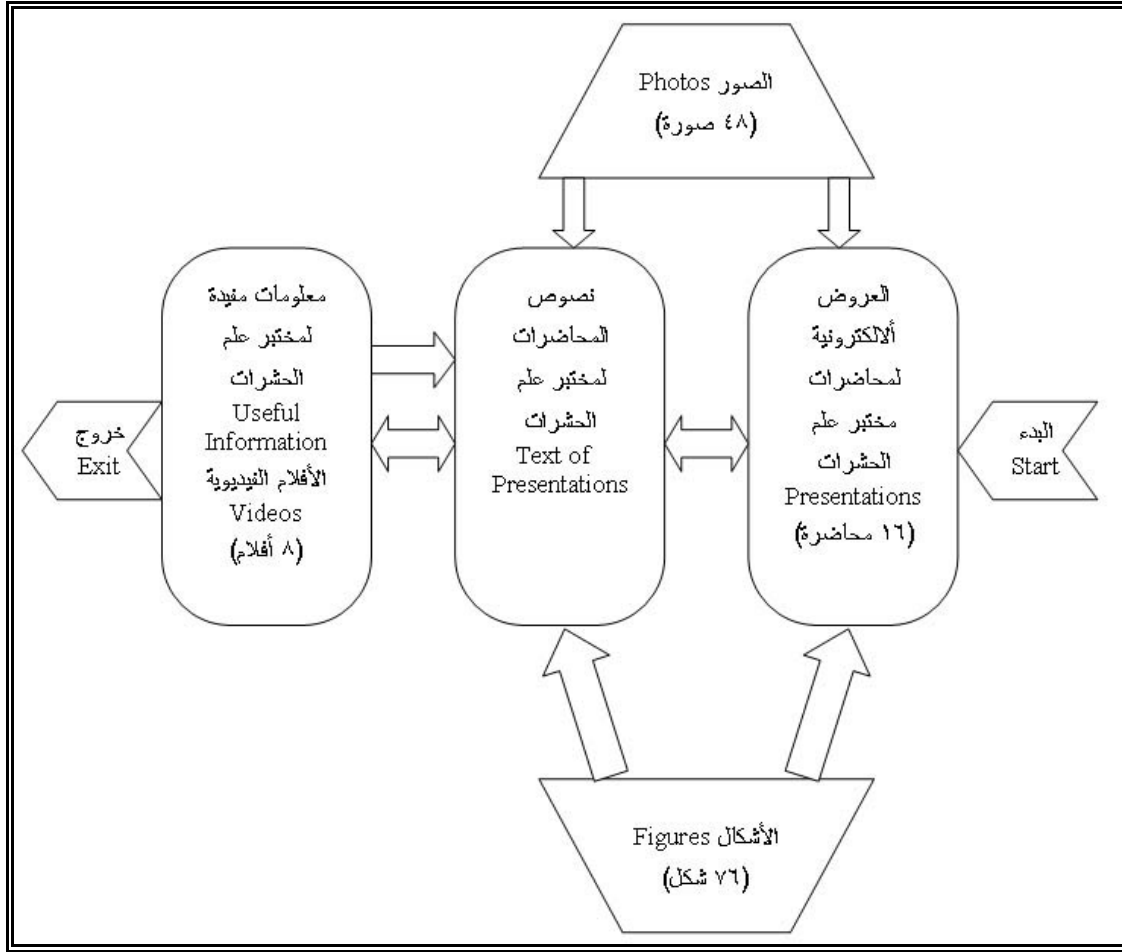 الصور Photos
(٤٨ صورة)
البدء
Start
العروض
ألالكترونية
لمحاضرات
مختبر علم
الحشرات
Presentations
(١٦ محاضرة)
نصوص
المحاضرات
لمختبر علم
الحشرات
Text of
Presentations
معلومات مفيدة
لمختبر علم
الحشرات
Useful
Information
الأفلام الفيديوية
Videos
(٨ أفلام)
خروج
Exit
الأشكال Figures
(٧٦ شكل)